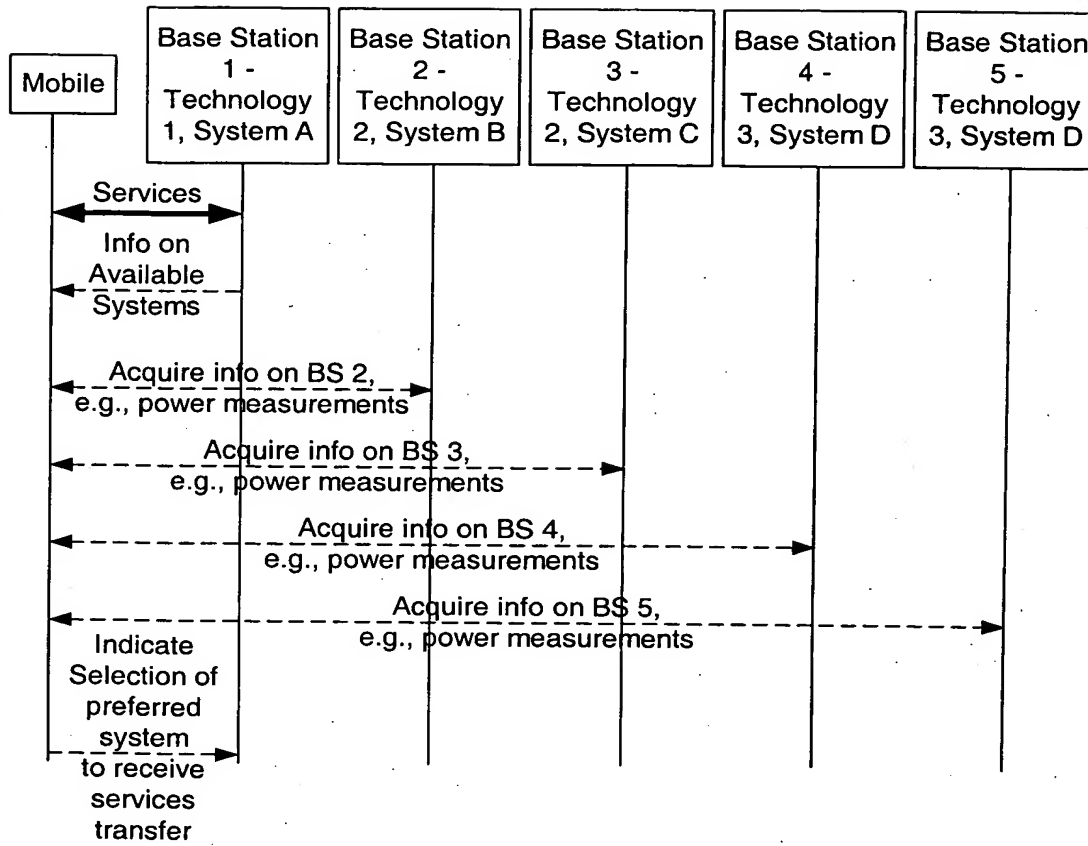 Mobile
Base Station
1 -
Technology
1, System A
Base Station
2 -
Technology
2, System B
Base Station
3 -
Technology
2, System C
Base Station
4 -
Technology
3, System D
Base Station
5 -
Technology
3, System D
Services
Info on
Available
Systems
Acquire info on BS 2,
e.g., power measurements
Acquire info on BS 3,
e.g., power measurements
Acquire info on BS 4,
e.g., power measurements
Acquire info on BS 5,
e.g., power measurements
Indicate
Selection of
preferred
system
to receive
services
transfer